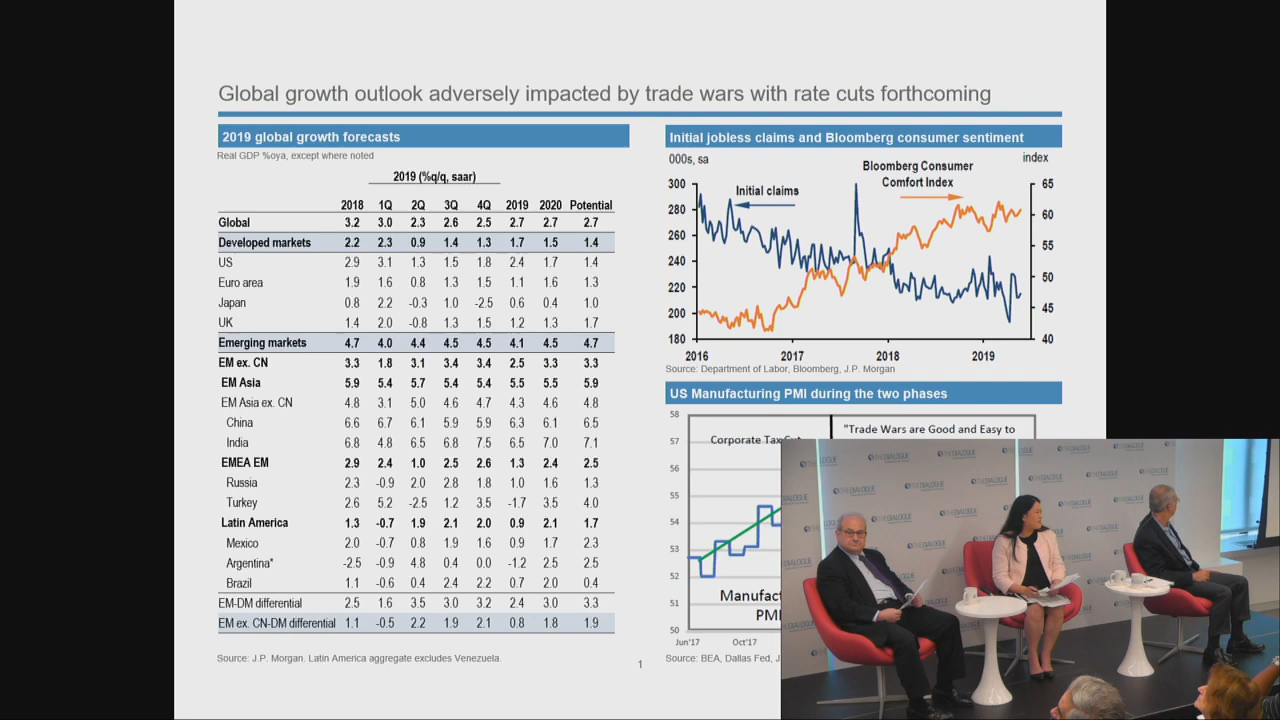 Global growth outlook adversely impacted by trade wars with rate cuts forthcoming
2019 global growth forecasts
Real GDP %oya, except where noted
2019 (%q/q, saar)
2018 1Q 2Q 3Q 4Q 2019 2020 Potential
Global 3.2 3.0 2.3 2.6 2.5 2.7 2.7 2.7
Developed markets 2.2 2.3 0.9 1.4 1.3 1.7 1.5 1.4
US 2.9 3.1 1.3 1.5 1.8 2.4 1.7 1.4
Euro area 1.9 1.6 0.8 1.3 1.5 1.1 1.6 1.3
Japan 0.8 2.2 -0.3 1.0 -2.5 0.6 0.4 1.0
UK 1.4 2.0 -0.8 1.3 1.5 1.2 1.3 1.7
Emerging markets 4.7 4.0 4.4 4.5 4.5 4.1 4.5 4.7
EM ex. CN 3.3 1.8 3.1 3.4 3.4 2.5 3.3 3.3
EM Asia 5.9 5.4 5.7 5.4 5.4 5.5 5.5 5.9
EM Asia ex. CN 4.8 3.1 5.0 4.6 4.7 4.3 4.6 4.8
China 6.6 6.7 6.1 5.9 5.9 6.3 6.1 6.5
India 6.8 4.8 6.5 6.8 7.5 6.5 7.0 7.1
EMEA EM 2.9 2.4 1.0 2.5 2.6 1.3 2.4 2.5
Russia 2.3 -0.9 2.0 2.8 1.8 1.0 1.6 1.3
Turkey 2.6 5.2 -2.5 1.2 3.5 -1.7 3.5 4.0
Latin America 1.3 -0.7 1.9 2.1 2.0 0.9 2.1 1.7
Mexico 2.0 -0.7 0.8 1.9 1.6 0.9 1.7 2.3
Argentina* -2.5 -0.9 4.8 0.4 0.0 -1.2 2.5 2.5
Brazil 1.1 -0.6 0.4 2.4 2.2 0.7 2.0 0.4
EM-DM differential 2.5 1.6 3.5 3.0 3.2 2.4 3.0 3.3
EM ex. CN-DM differential 1.1 -0.5 2.2 1.9 2.1 0.8 1.8 1.9
Source: J.P. Morgan. Latin America aggregate excludes Venezuela.
1
Initial jobless claims and Bloomberg consumer sentiment
000s, sa
index
Bloomberg Consumer
Comfort Index
Initial claims
300 65
280 60
260 55
240 50
220 45
200
180 40
2016 2017 2018 2019
Source: Department of Labor, Bloomberg, J.P. Morgan
US Manufacturing PMI during the two phases
58
57
56
55
54
53
52
51
50
Corporate Tax
"Trade Wars are Good and Easy to
Manufact
PMI
Jun'17 Oct'17
Source: BEA, Dallas Fed, J
THE DIALOGUE